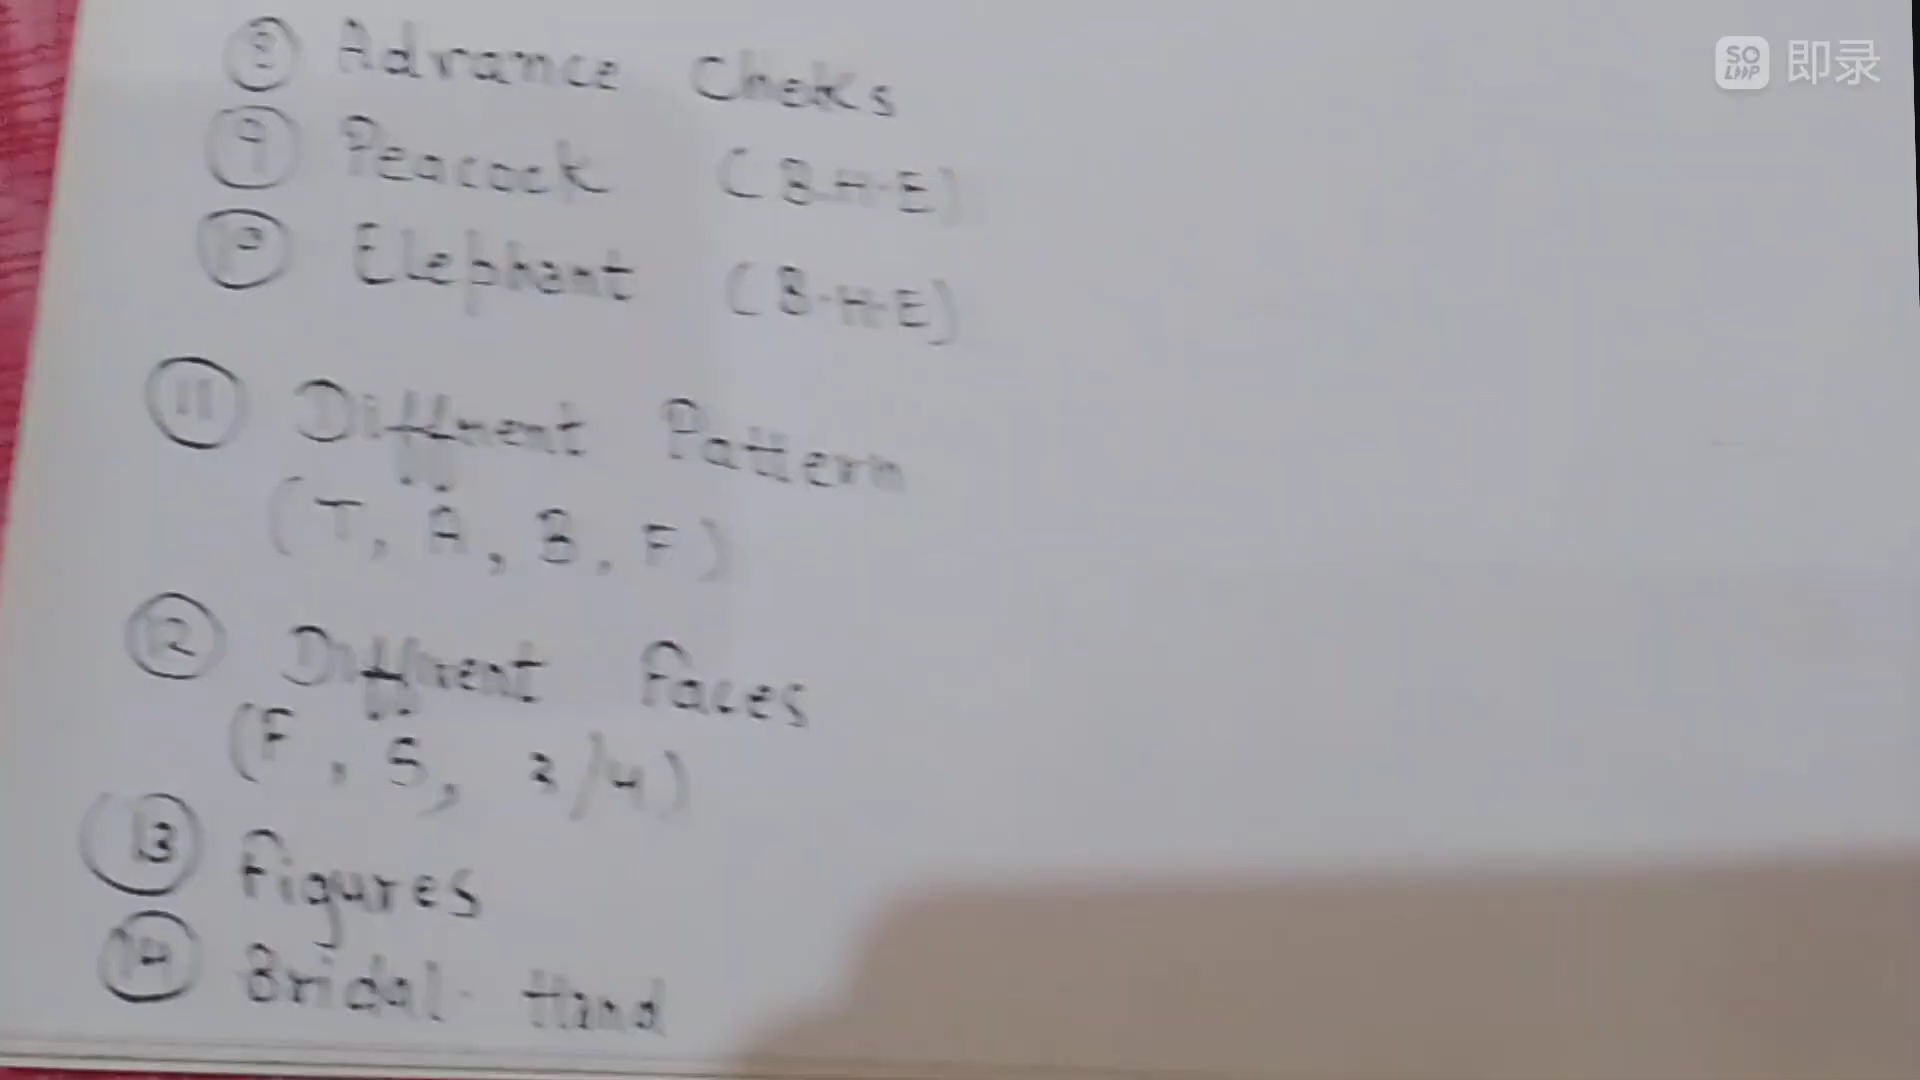 8 Advance Cheks
9 Peacock (B-H-E)
10 Elephant (B-H-E)
11 Diffrent Pattern
(T, A, B, F)
12 Diffrent Faces
(F, S, 3/4)
13 Figures
14 Bridal Hand
SO LOOP 即录